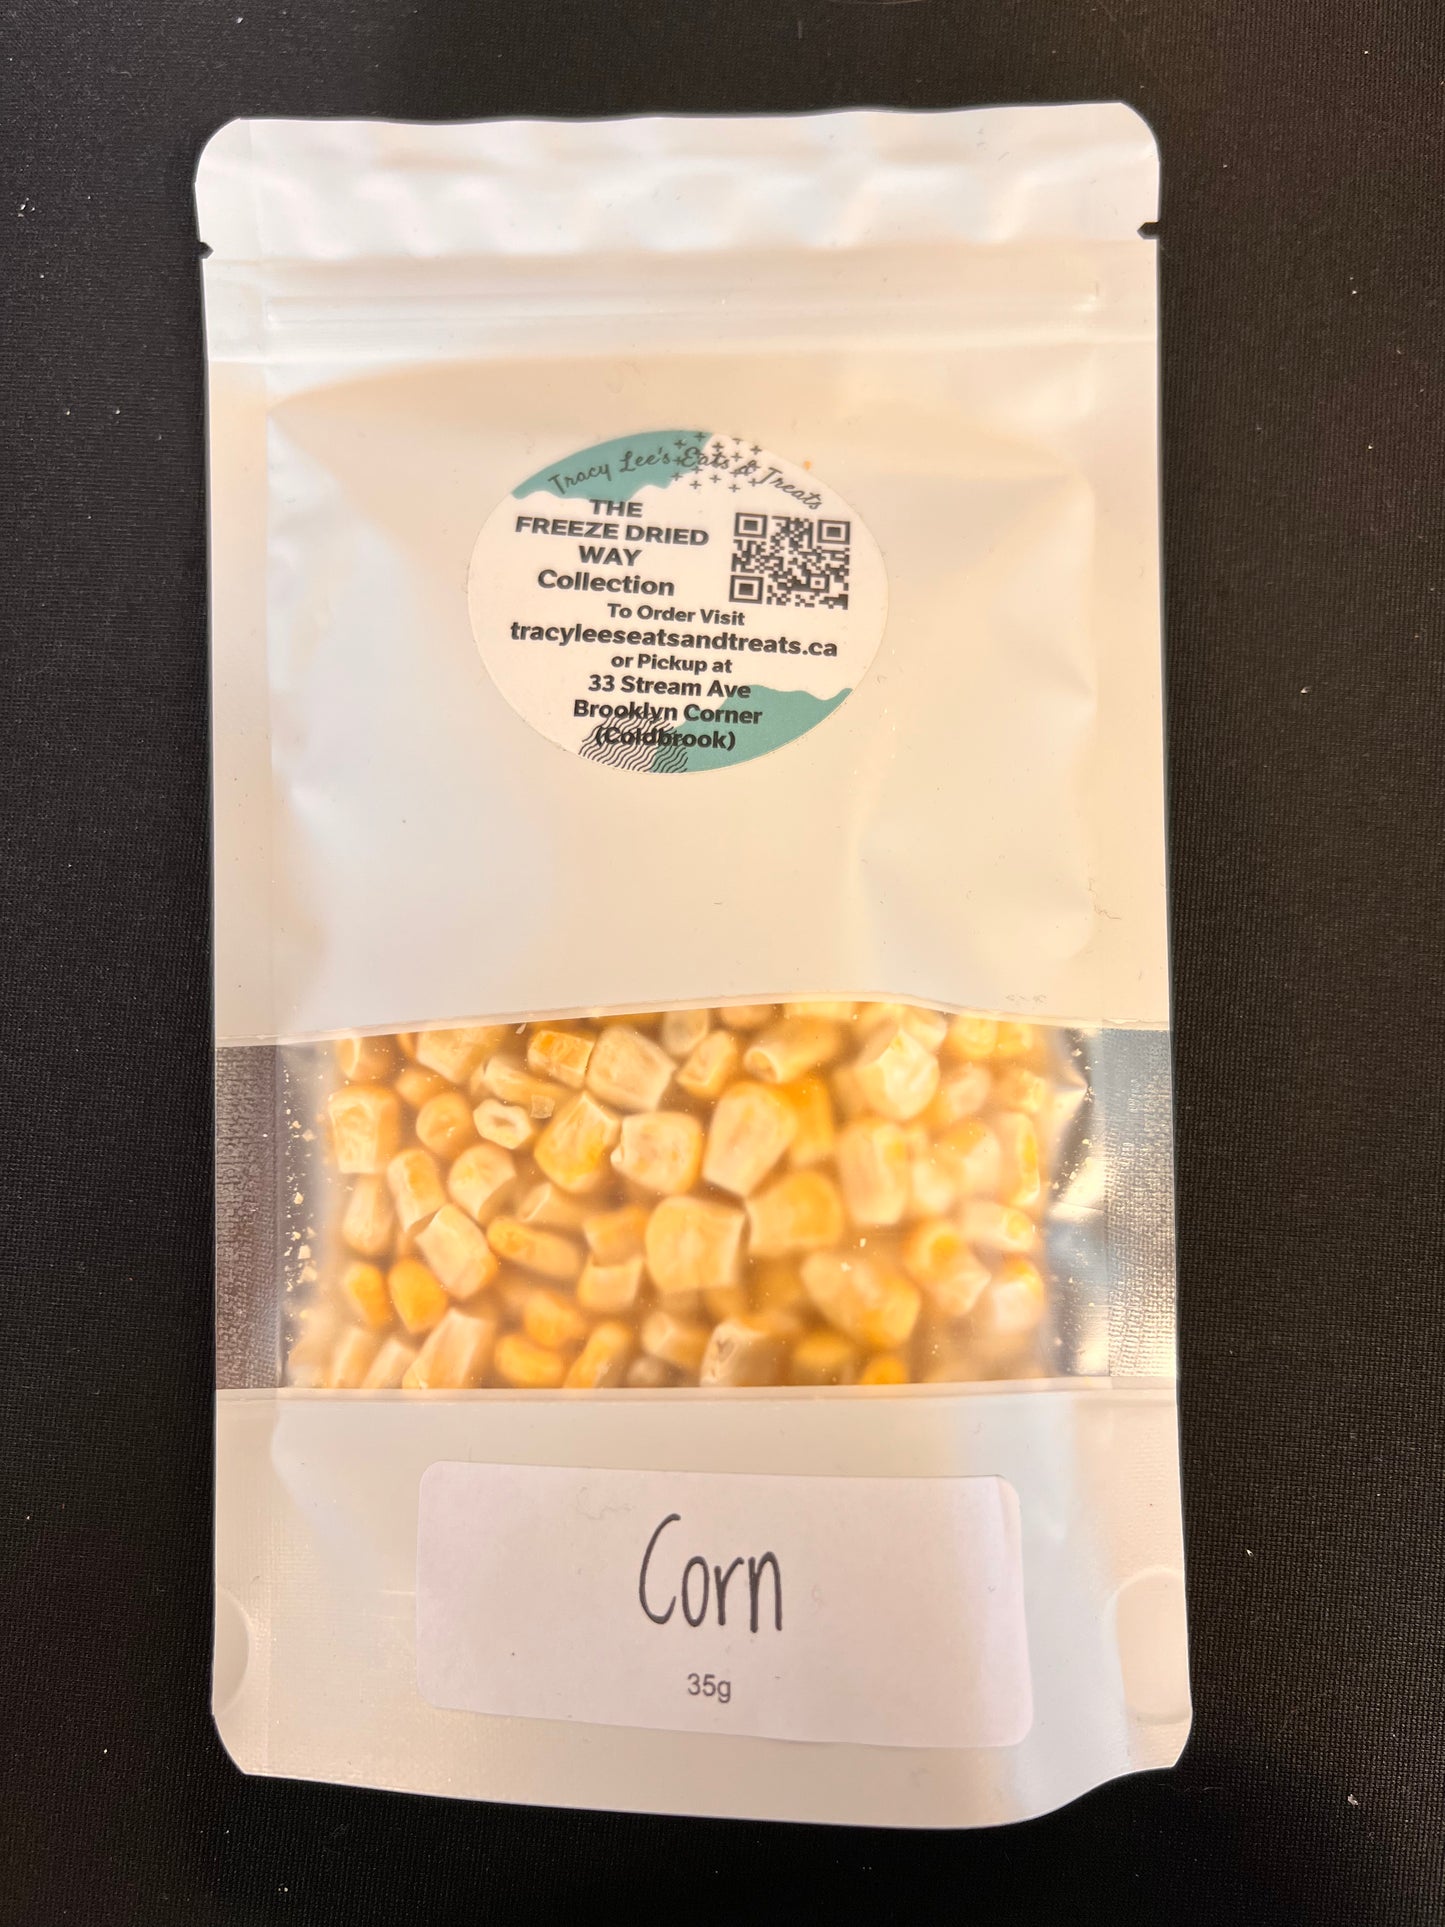 Tracy Lee's Eats & Treats
THE
FREEZE DRIED
WAY
Collection
To Order Visit
tracyleeseatsandtreats.ca
or Pickup at
33 Stream Ave
Brooklyn Corner
(Coldbrook)
Corn
35g